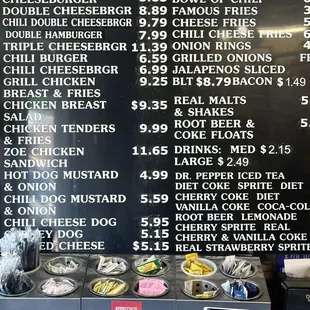 DOUBLE CHEESEBRGR 8.89
CHILI DOUBLE CHEESEBRGR 9.79
DOUBLE HAMBURGER 7.99
TRIPLE CHEESEBRGR 11.39
CHILI BURGER 6.59
CHILI CHEESEBRGR 6.99
GRILL CHICKEN 9.25
BREAST & FRIES
CHICKEN BREAST $9.35
SALAD
CHICKEN TENDERS 9.99
& FRIES
ZOE CHICKEN 11.65
SANDWICH
HOT DOG MUSTARD 4.99
& ONION
CHILI DOG MUSTARD 5.59
& ONION
CHILI CHEESE DOG 5.95
DOG 5.15
CHEESE $5.15
FAMOUS FRIES 3
CHEESE FRIES 5
CHILI CHEESE FRIES 6
ONION RINGS 4
GRILLED ONIONS
JALAPENOS SLICED
BLT $8.79 BACON $1.49
REAL MALTS 5
& SHAKES
ROOT BEER & 5
COKE FLOATS
DRINKS: MED $2.15
LARGE $2.49
DR. PEPPER ICED TEA
DIET COKE SPRITE DIET
CHERRY COKE DIET
VANILLA COKE COCA-COL
ROOT BEER LEMONADE
CHERRY SPRITE REAL
CHERRY & VANILLA COKE
REAL STRAWBERRY SPRITE